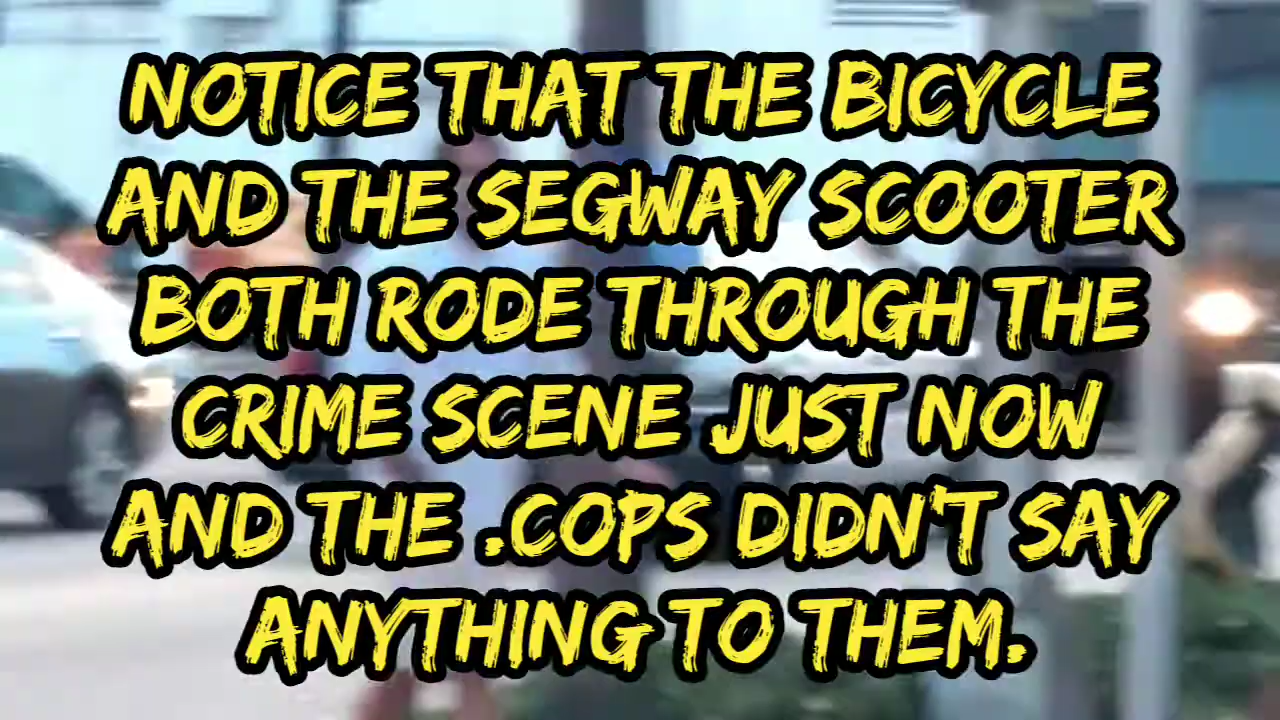 NOTICE THAT THE BICYCLE
AND THE SEGWAY SCOOTER
BOTH RODE THROUGH THE
CRIME SCENE JUST NOW
AND THE .COPS DIDN'T SAY
ANYTHING TO THEM.